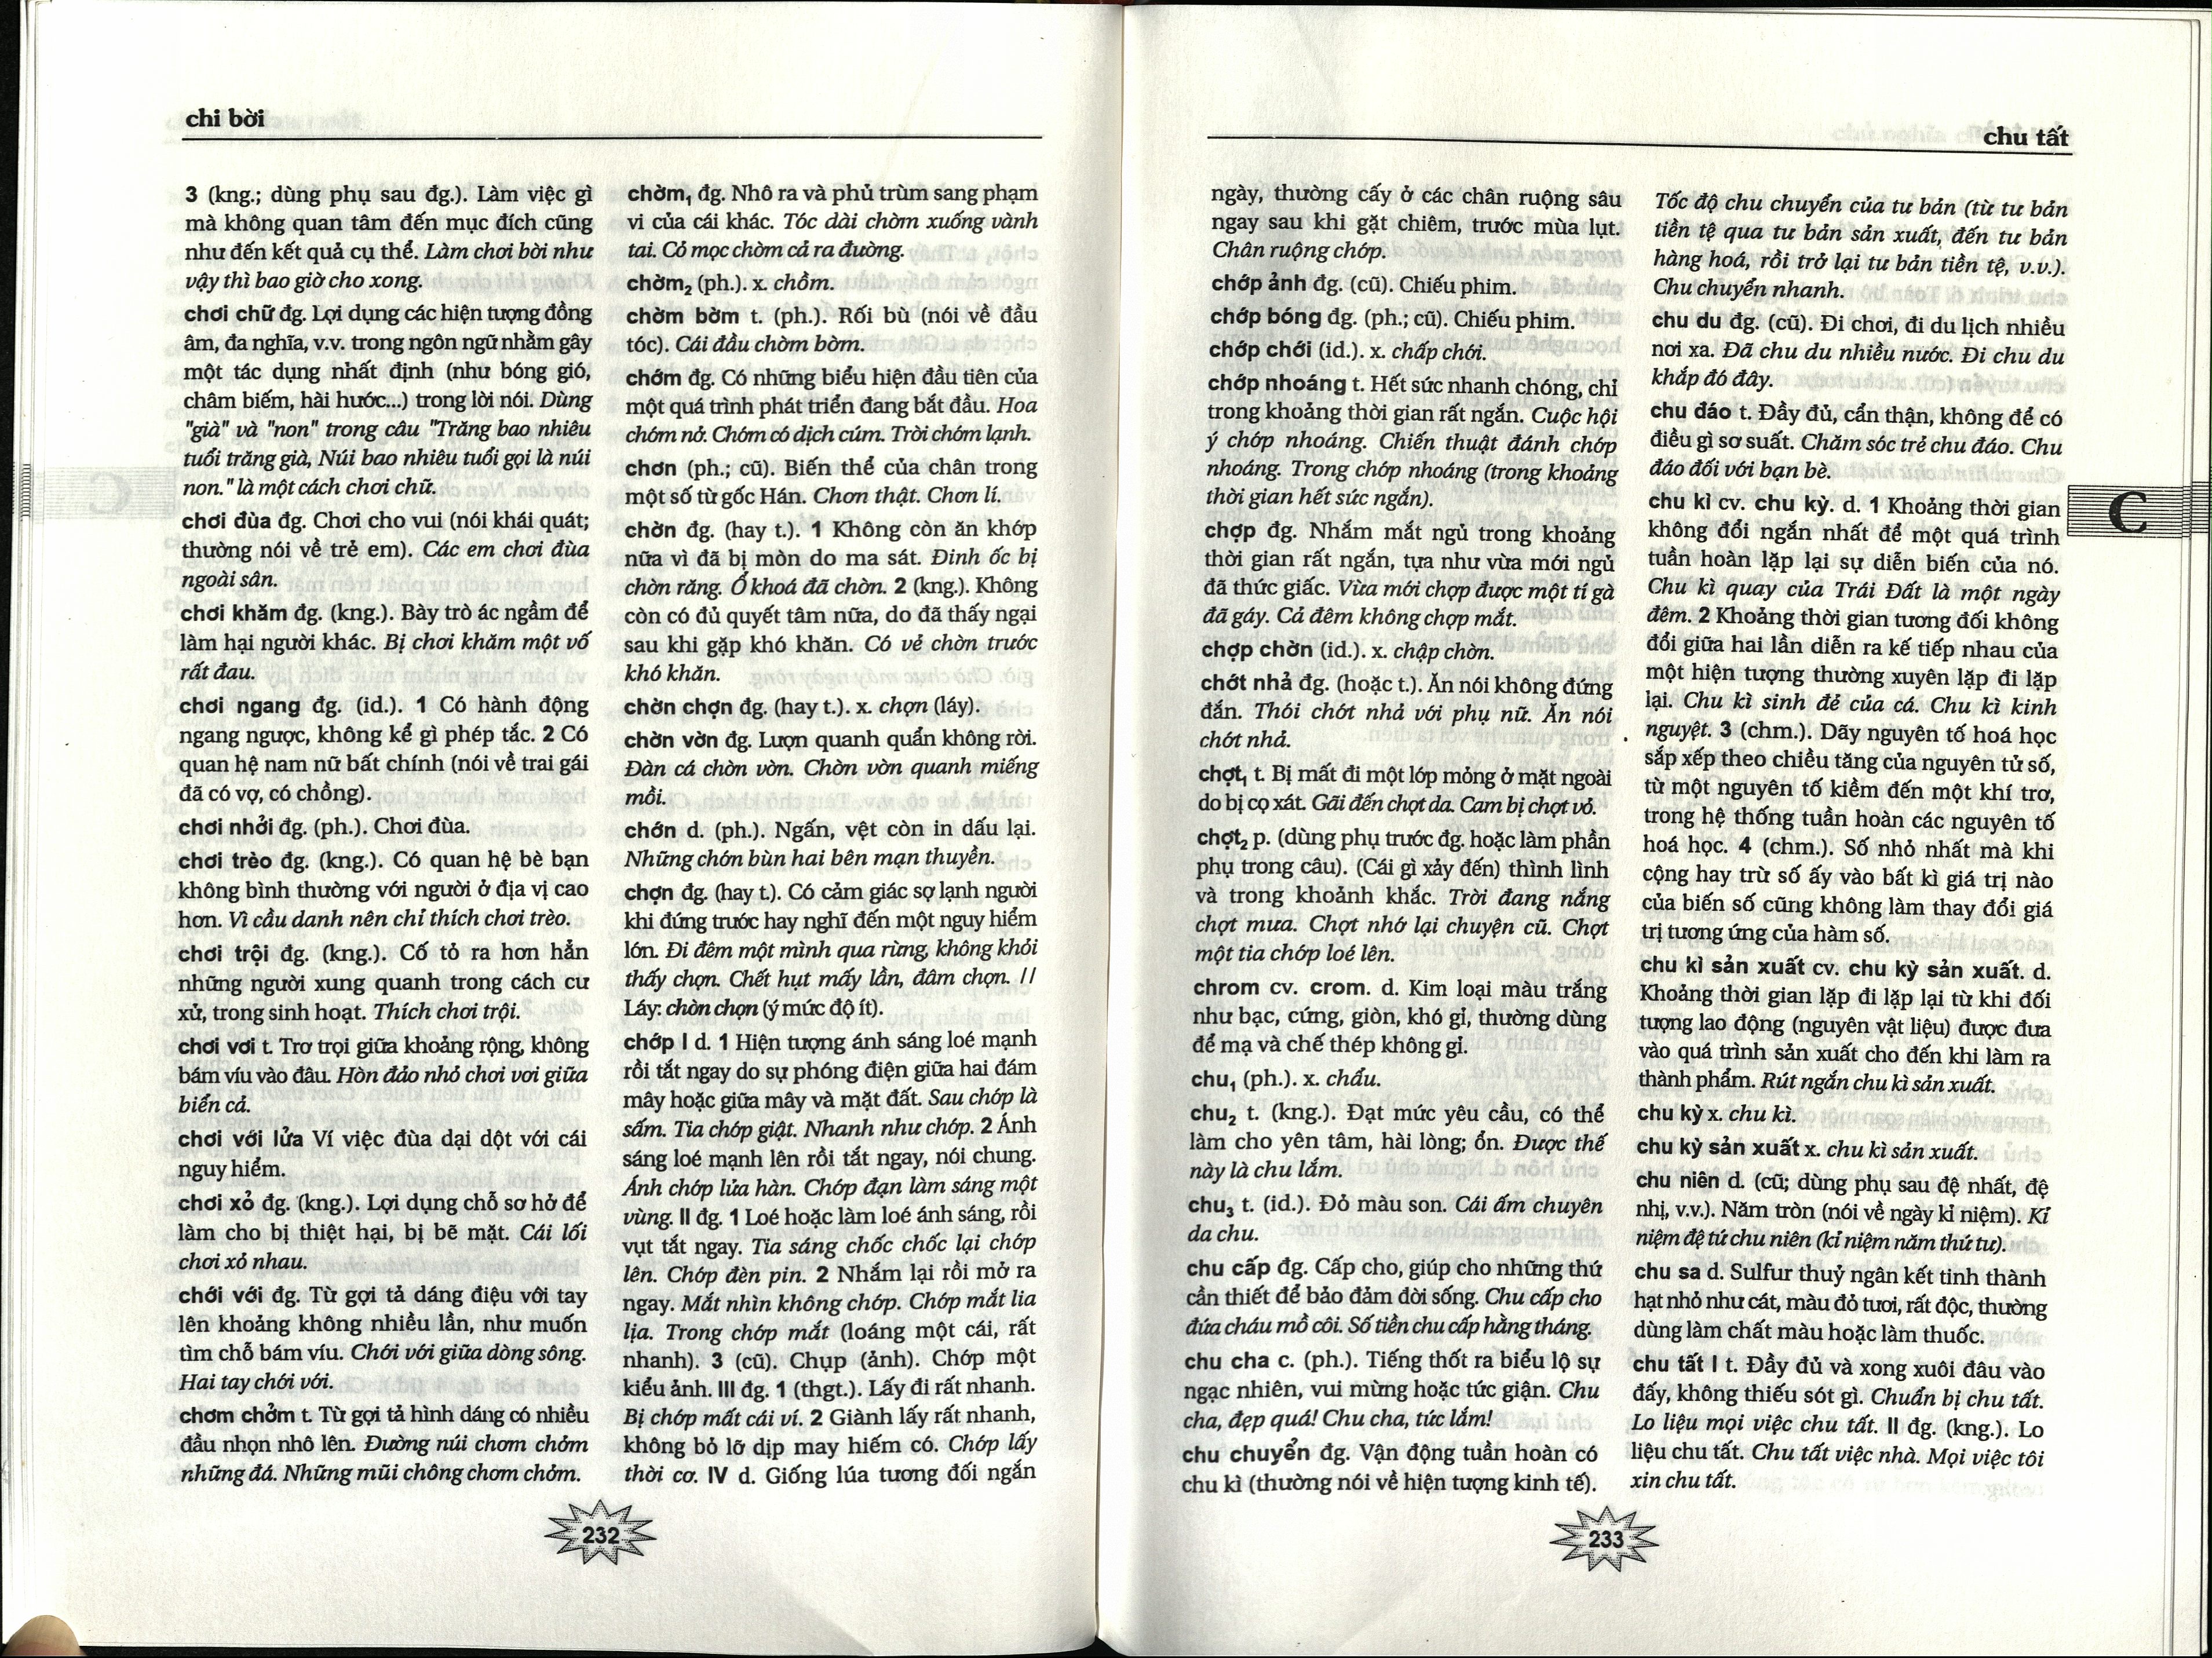 chi bời
3 (kng.; dùng phụ sau đg.). Làm việc gì
mà không quan tâm đến mục đích cũng
như đến kết quả cụ thể. Làm chơi bời như
vậy thì bao giờ cho xong.
chơi chữ đg. Lợi dụng các hiện tượng đồng
âm, đa nghĩa, v.v. trong ngôn ngữ nhằm gây
một tác dụng nhất định (như bóng gió,
châm biếm, hài hước...) trong lời nói. Dùng
"già" và "non" trong câu "Trăng bao nhiêu
tuổi trăng già, Núi bao nhiêu tuổi gọi là núi
non." là một cách chơi chữ.
chơi đùa đg. Chơi cho vui (nói khái quát;
thường nói về trẻ em). Các em chơi đùa
ngoài sân.
chơi khăm đg. (kng.). Bày trò ác ngầm để
làm hại người khác. Bị chơi khăm một vố
rất đau.
chơi ngang đg. (id.). 1 Có hành động
ngang ngược, không kể gì phép tắc. 2 Có
quan hệ nam nữ bất chính (nói về trai gái
đã có vợ, có chồng).
chơi nhởi đg. (ph.). Chơi đùa.
chơi trèo đg. (kng.). Có quan hệ bè bạn
không bình thường với người ở địa vị cao
hơn. Vì cầu danh nên chỉ thích chơi trèo.
chơi trội đg. (kng.). Cố tỏ ra hơn hẳn
những người xung quanh trong cách cư
xử, trong sinh hoạt. Thích chơi trội.
chơi vơi t. Trơ trọi giữa khoảng rộng, không
bám víu vào đâu. Hòn đảo nhỏ chơi vơi giữa
biển cả.
chơi với lửa Ví việc đùa dại dột với cái
nguy hiểm.
chơi xỏ đg. (kng.). Lợi dụng chỗ sơ hở để
làm cho bị thiệt hại, bị bẽ mặt. Cái lối
chơi xỏ nhau.
chới với đg. Từ gợi tả dáng điệu với tay
lên khoảng không nhiều lần, như muốn
tìm chỗ bám víu. Chới với giữa dòng sông.
Hai tay chới với.
chơm chởm t. Từ gợi tả hình dáng có nhiều
đầu nhọn nhô lên. Đường núi chơm chởm
những đá. Những mũi chông chơm chởm.
chờm₁ đg. Nhô ra và phủ trùm sang phạm
vi của cái khác. Tóc dài chờm xuống vành
tai. Cỏ mọc chờm cả ra đường.
chờm₂ (ph.). x. chồm.
chờm bờm t. (ph.). Rối bù (nói về đầu
tóc). Cái đầu chờm bờm.
chớm đg. Có những biểu hiện đầu tiên của
một quá trình phát triển đang bắt đầu. Hoa
chớm nở. Chớm có dịch cúm. Trời chớm lạnh.
chơn (ph.; cũ). Biến thể của chân trong
một số từ gốc Hán. Chơn thật. Chơn lí.
chờn đg. (hay t.). 1 Không còn ăn khớp
nữa vì đã bị mòn do ma sát. Đinh ốc bị
chờn răng. Ổ khoá đã chờn. 2 (kng.). Không
còn có đủ quyết tâm nữa, do đã thấy ngại
sau khi gặp khó khăn. Có vẻ chờn trước
khó khăn.
chờn chợn đg. (hay t.). x. chợn (láy).
chờn vờn đg. Lượn quanh quẩn không rời.
Đàn cá chờn vờn. Chờn vờn quanh miếng
mồi.
chớn d. (ph.). Ngấn, vệt còn in dấu lại.
Những chớn bùn hai bên mạn thuyền.
chợn đg. (hay t.). Có cảm giác sợ lạnh người
khi đứng trước hay nghĩ đến một nguy hiểm
lớn. Đi đêm một mình qua rừng, không khỏi
thấy chợn. Chết hụt mấy lần, đâm chợn. //
Láy: chờn chợn (ý mức độ ít).
chớp I d. 1 Hiện tượng ánh sáng loé mạnh
rồi tắt ngay do sự phóng điện giữa hai đám
mây hoặc giữa mây và mặt đất. Sau chớp là
sấm. Tia chớp giật. Nhanh như chớp. 2 Ánh
sáng loé mạnh lên rồi tắt ngay, nói chung.
Ánh chớp lửa hàn. Chớp đạn làm sáng một
vùng. II đg. 1 Loé hoặc làm loé ánh sáng, rồi
vụt tắt ngay. Tia sáng chốc chốc lại chớp
lên. Chớp đèn pin. 2 Nhắm lại rồi mở ra
ngay. Mắt nhìn không chớp. Chớp mắt lia
lịa. Trong chớp mắt (loáng một cái, rất
nhanh). 3 (cũ). Chụp (ảnh). Chớp một
kiểu ảnh. III đg. 1 (thgt.). Lấy đi rất nhanh.
Bị chớp mất cái ví. 2 Giành lấy rất nhanh,
không bỏ lỡ dịp may hiếm có. Chớp lấy
thời cơ. IV d. Giống lúa tương đối ngắn
232
chu tất
ngày, thường cấy ở các chân ruộng sâu
ngay sau khi gặt chiêm, trước mùa lụt.
Chân ruộng chớp.
chớp ảnh đg. (cũ). Chiếu phim.
chớp bóng đg. (ph.; cũ). Chiếu phim.
chớp chới (id.). x. chấp chới.
chớp nhoáng t. Hết sức nhanh chóng, chỉ
trong khoảng thời gian rất ngắn. Cuộc hội
ý chớp nhoáng. Chiến thuật đánh chớp
nhoáng. Trong chớp nhoáng (trong khoảng
thời gian hết sức ngắn).
chợp đg. Nhắm mắt ngủ trong khoảng
thời gian rất ngắn, tựa như vừa mới ngủ
đã thức giấc. Vừa mới chợp được một tí gà
đã gáy. Cả đêm không chợp mắt.
chợp chờn (id.). x. chập chờn.
chớt nhả đg. (hoặc t.). Ăn nói không đứng
đắn. Thói chớt nhả với phụ nữ. Ăn nói
chớt nhả.
chợt₁ t. Bị mất đi một lớp mỏng ở mặt ngoài
do bị cọ xát. Gãi đến chợt da. Cam bị chợt vỏ.
chợt₂ p. (dùng phụ trước đg. hoặc làm phần
phụ trong câu). (Cái gì xảy đến) thình lình
và trong khoảnh khắc. Trời đang nắng
chợt mưa. Chợt nhớ lại chuyện cũ. Chợt
một tia chớp loé lên.
chrom cv. crom. d. Kim loại màu trắng
như bạc, cứng, giòn, khó gỉ, thường dùng
để mạ và chế thép không gỉ.
chu₁ (ph.). x. chẩu.
chu₂ t. (kng.). Đạt mức yêu cầu, có thể
làm cho yên tâm, hài lòng; ổn. Được thế
này là chu lắm.
chu₃ t. (id.). Đỏ màu son. Cái ấm chuyên
da chu.
chu cấp đg. Cấp cho, giúp cho những thứ
cần thiết để bảo đảm đời sống. Chu cấp cho
đứa cháu mồ côi. Số tiền chu cấp hằng tháng.
chu cha c. (ph.). Tiếng thốt ra biểu lộ sự
ngạc nhiên, vui mừng hoặc tức giận. Chu
cha, đẹp quá! Chu cha, tức lắm!
chu chuyển đg. Vận động tuần hoàn có
chu kì (thường nói về hiện tượng kinh tế).
Tốc độ chu chuyển của tư bản (từ tư bản
tiền tệ qua tư bản sản xuất, đến tư bản
hàng hoá, rồi trở lại tư bản tiền tệ, v.v.).
Chu chuyển nhanh.
chu du đg. (cũ). Đi chơi, đi du lịch nhiều
nơi xa. Đã chu du nhiều nước. Đi chu du
khắp đó đây.
chu đáo t. Đầy đủ, cẩn thận, không để có
điều gì sơ suất. Chăm sóc trẻ chu đáo. Chu
đáo đối với bạn bè.
chu kì cv. chu kỳ. d. 1 Khoảng thời gian
không đổi ngắn nhất để một quá trình
tuần hoàn lặp lại sự diễn biến của nó.
Chu kì quay của Trái Đất là một ngày
đêm. 2 Khoảng thời gian tương đối không
đổi giữa hai lần diễn ra kế tiếp nhau của
một hiện tượng thường xuyên lặp đi lặp
lại. Chu kì sinh đẻ của cá. Chu kì kinh
nguyệt. 3 (chm.). Dãy nguyên tố hoá học
sắp xếp theo chiều tăng của nguyên tử số,
từ một nguyên tố kiềm đến một khí trơ,
trong hệ thống tuần hoàn các nguyên tố
hoá học. 4 (chm.). Số nhỏ nhất mà khi
cộng hay trừ số ấy vào bất kì giá trị nào
của biến số cũng không làm thay đổi giá
trị tương ứng của hàm số.
chu kì sản xuất cv. chu kỳ sản xuất. d.
Khoảng thời gian lặp đi lặp lại từ khi đối
tượng lao động (nguyên vật liệu) được đưa
vào quá trình sản xuất cho đến khi làm ra
thành phẩm. Rút ngắn chu kì sản xuất.
chu kỳ x. chu kì.
chu kỳ sản xuất x. chu kì sản xuất.
chu niên d. (cũ; dùng phụ sau đệ nhất, đệ
nhị, v.v.). Năm tròn (nói về ngày kỉ niệm). Kỉ
niệm đệ tứ chu niên (kỉ niệm năm thứ tư).
chu sa d. Sulfur thuỷ ngân kết tinh thành
hạt nhỏ như cát, màu đỏ tươi, rất độc, thường
dùng làm chất màu hoặc làm thuốc.
chu tất I t. Đầy đủ và xong xuôi đâu vào
đấy, không thiếu sót gì. Chuẩn bị chu tất.
Lo liệu mọi việc chu tất. II đg. (kng.). Lo
liệu chu tất. Chu tất việc nhà. Mọi việc tôi
xin chu tất.
C
233